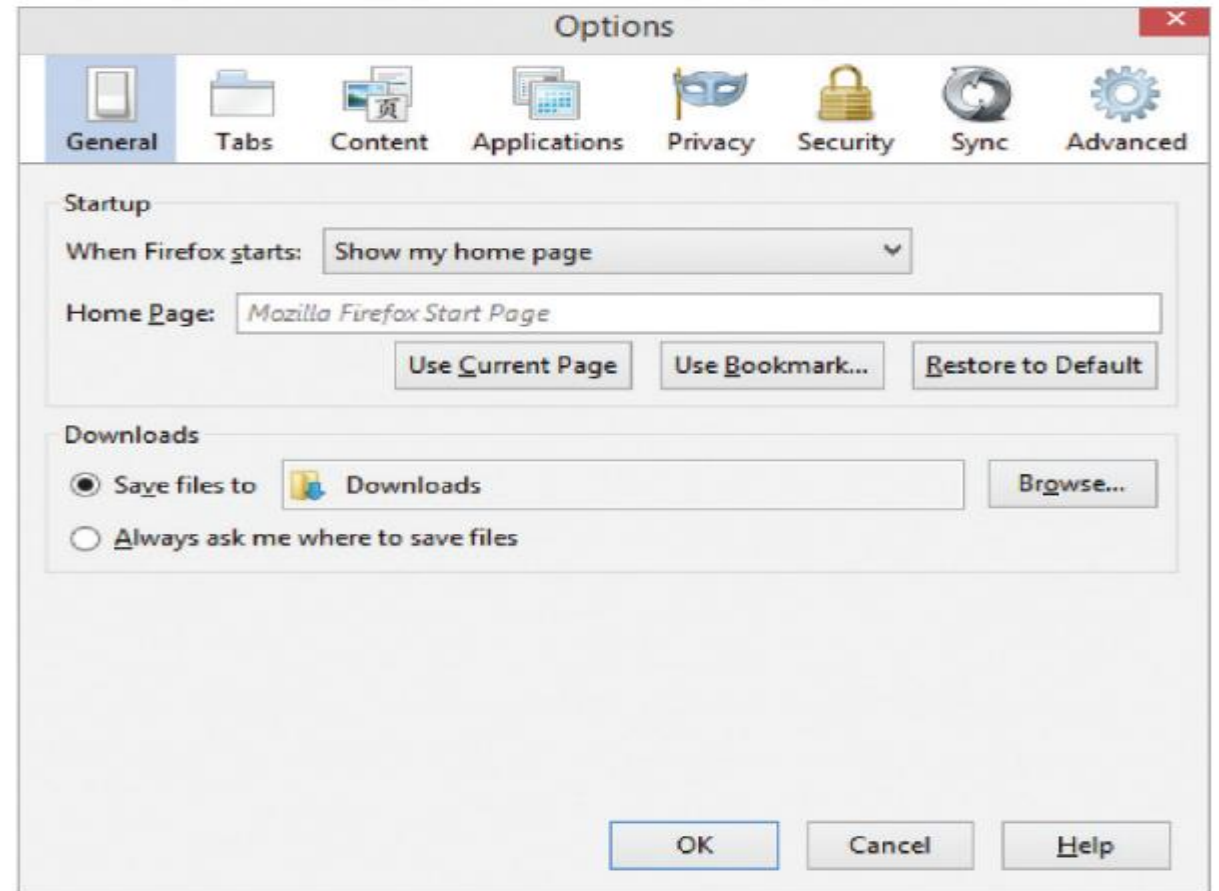 Options
General Tabs Content Applications Privacy Security Sync Advanced
Startup
When Firefox starts: Show my home page
Home Page: Mozilla Firefox Start Page
Use Current Page Use Bookmark... Restore to Default
Downloads
Save files to Downloads Browse...
Always ask me where to save files
OK Cancel Help